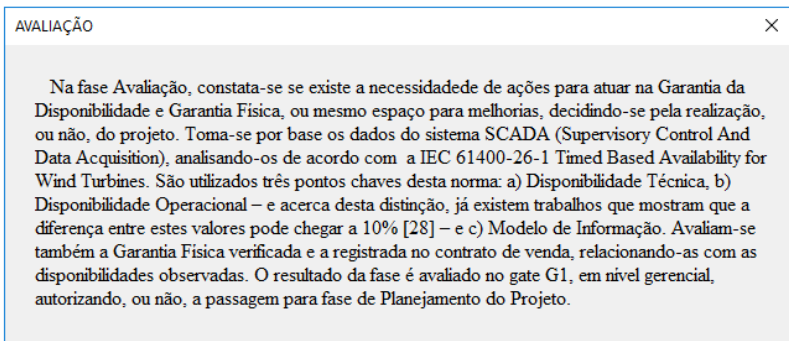 AVALIAÇÃO
Na fase Avaliação, constata-se se existe a necessidadede de ações para atuar na Garantia da
Disponibilidade e Garantia Física, ou mesmo espaço para melhorias, decidindo-se pela realização,
ou não, do projeto. Toma-se por base os dados do sistema SCADA (Supervisory Control And
Data Acquisition), analisando-os de acordo com a IEC 61400-26-1 Timed Based Availability for
Wind Turbines. São utilizados três pontos chaves desta norma: a) Disponibilidade Técnica, b)
Disponibilidade Operacional – e acerca desta distinção, já existem trabalhos que mostram que a
diferença entre estes valores pode chegar a 10% [28] – e c) Modelo de Informação. Avaliam-se
também a Garantia Física verificada e a registrada no contrato de venda, relacionando-as com as
disponibilidades observadas. O resultado da fase é avaliado no gate G1, em nível gerencial,
autorizando, ou não, a passagem para fase de Planejamento do Projeto.